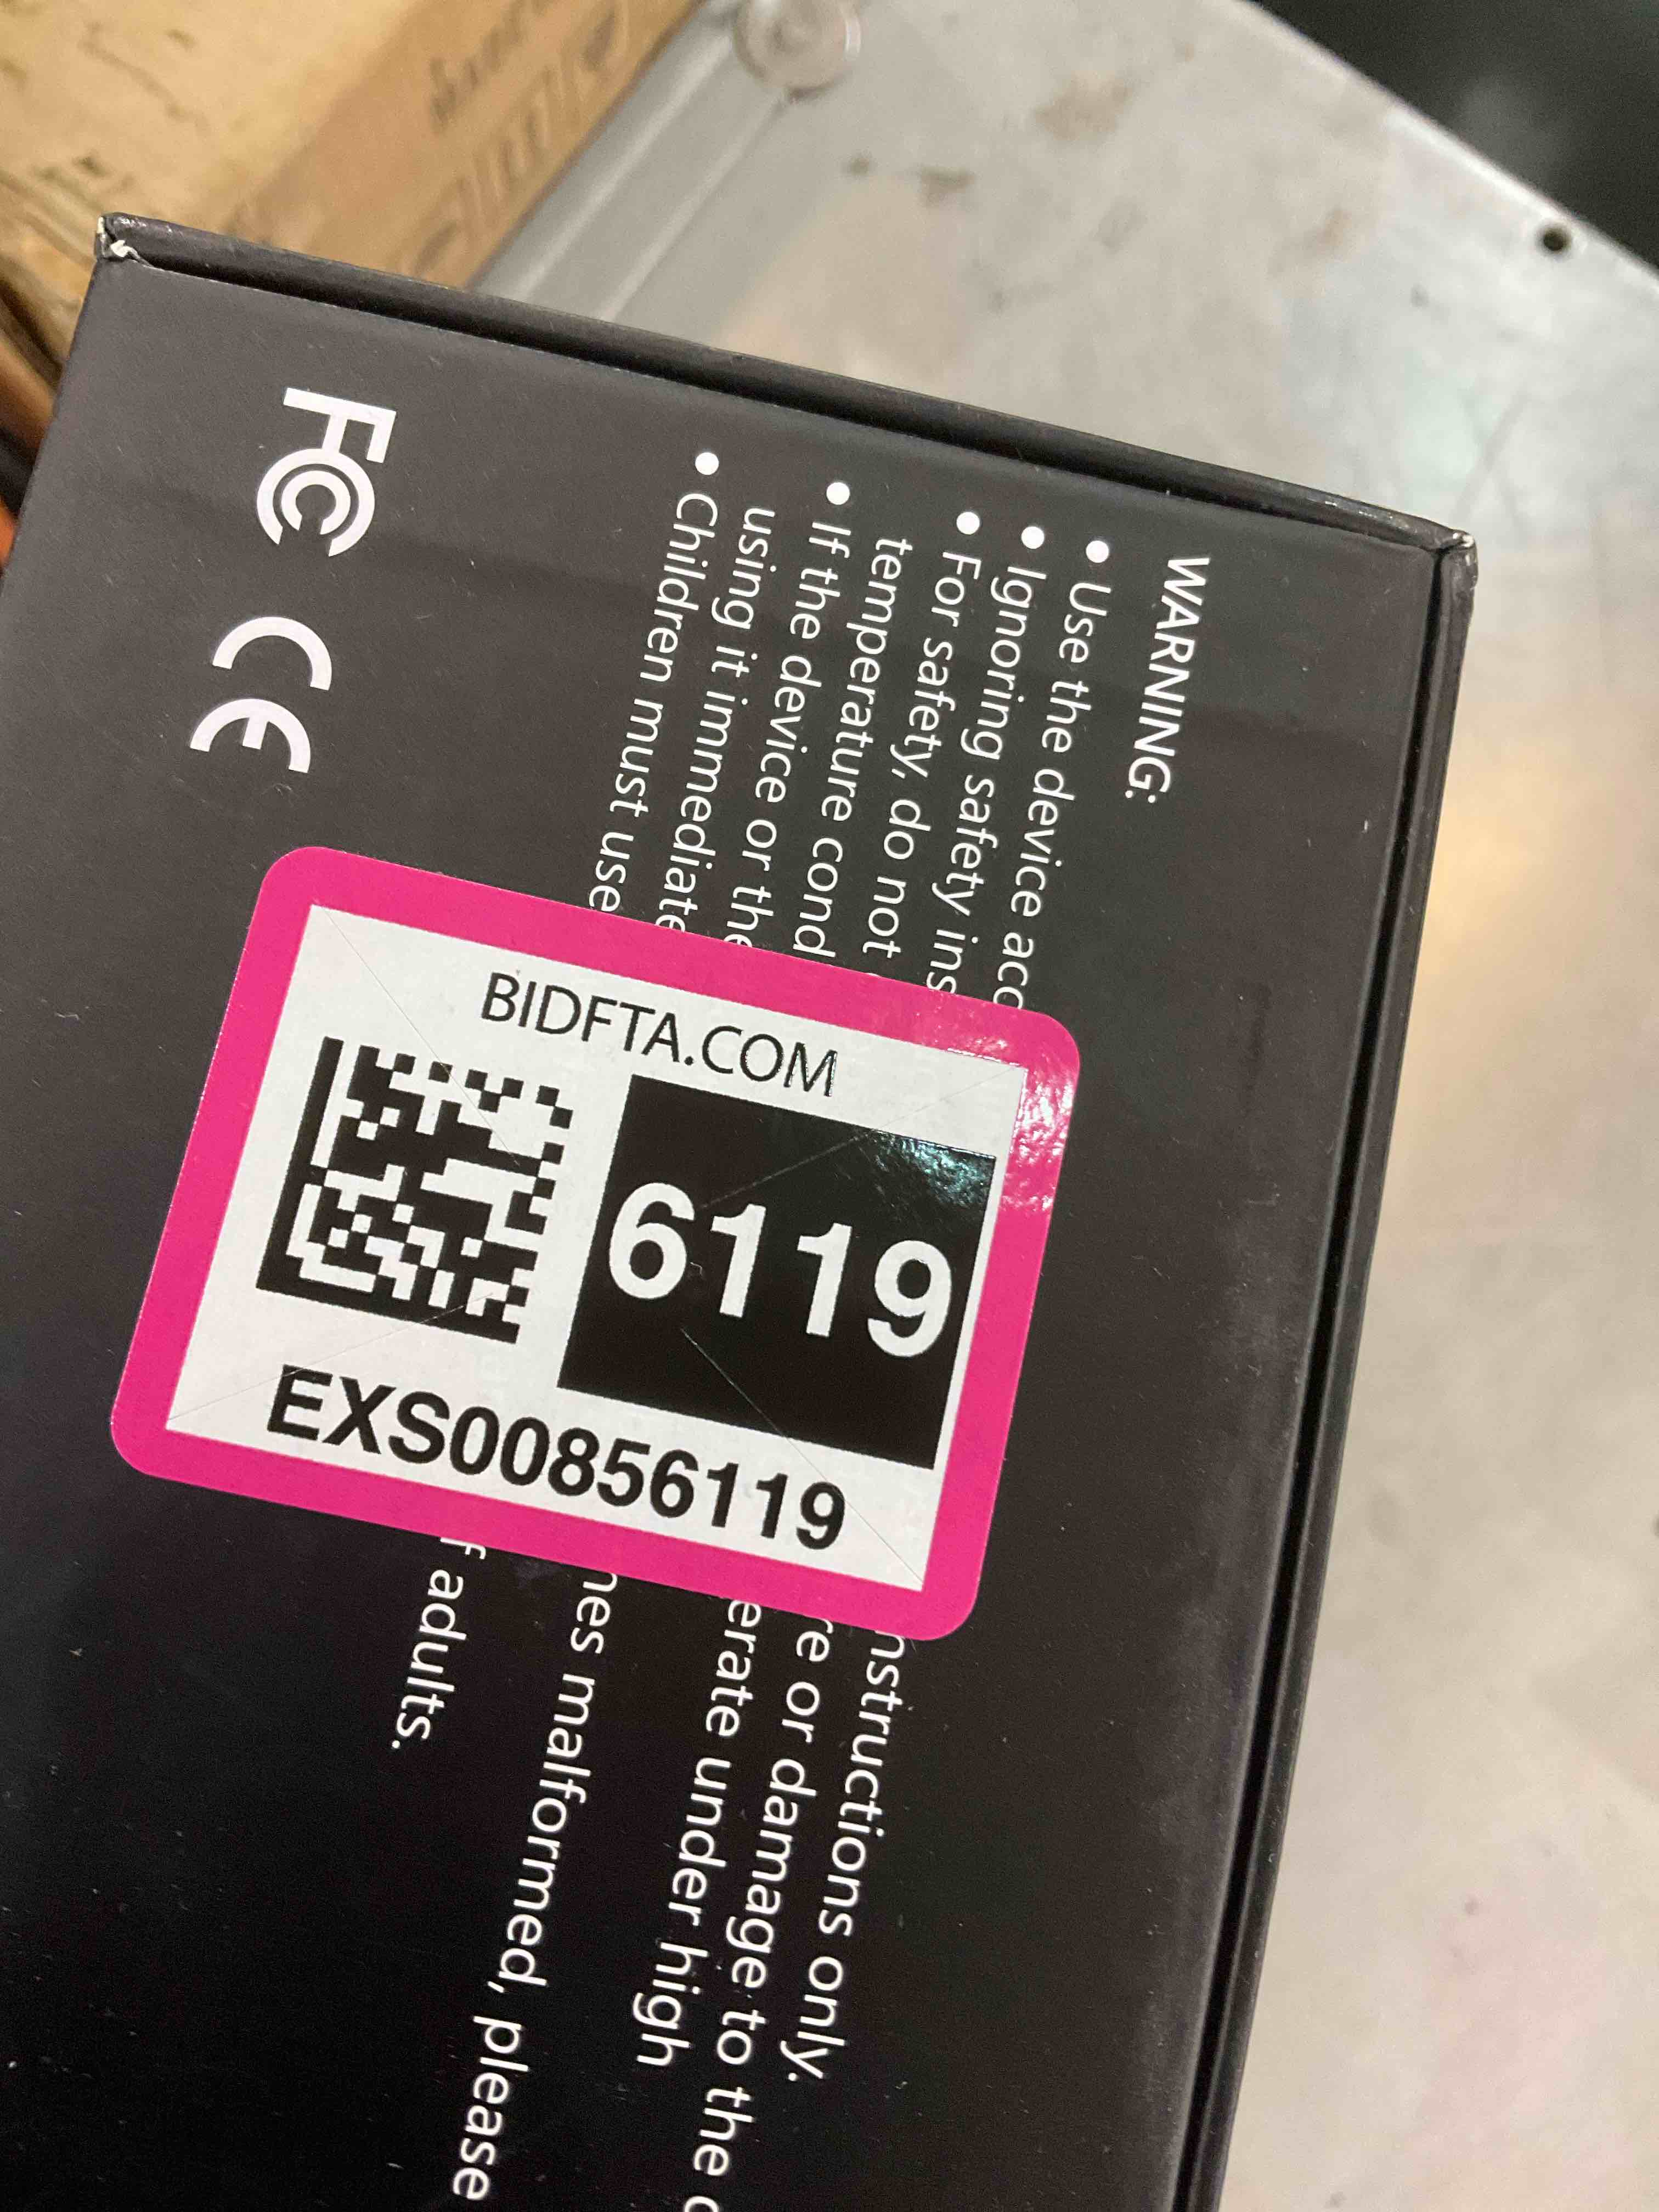 WARNING:
• Use the device acc nstructions only.
• Ignoring safety ins re or damage to the
• For safety, do not erate under high
temperature cond
• If the device or the nes malformed, please
using it immediate
• Children must use f adults.
FC CE
BIDFTA.COM
6119
EXS00856119